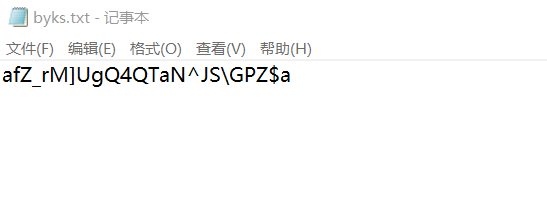 byks.txt - 记事本
文件(F) 编辑(E) 格式(O) 查看(V) 帮助(H)
afZ_rM]UgQ4QTaN^JS\GPZ$a